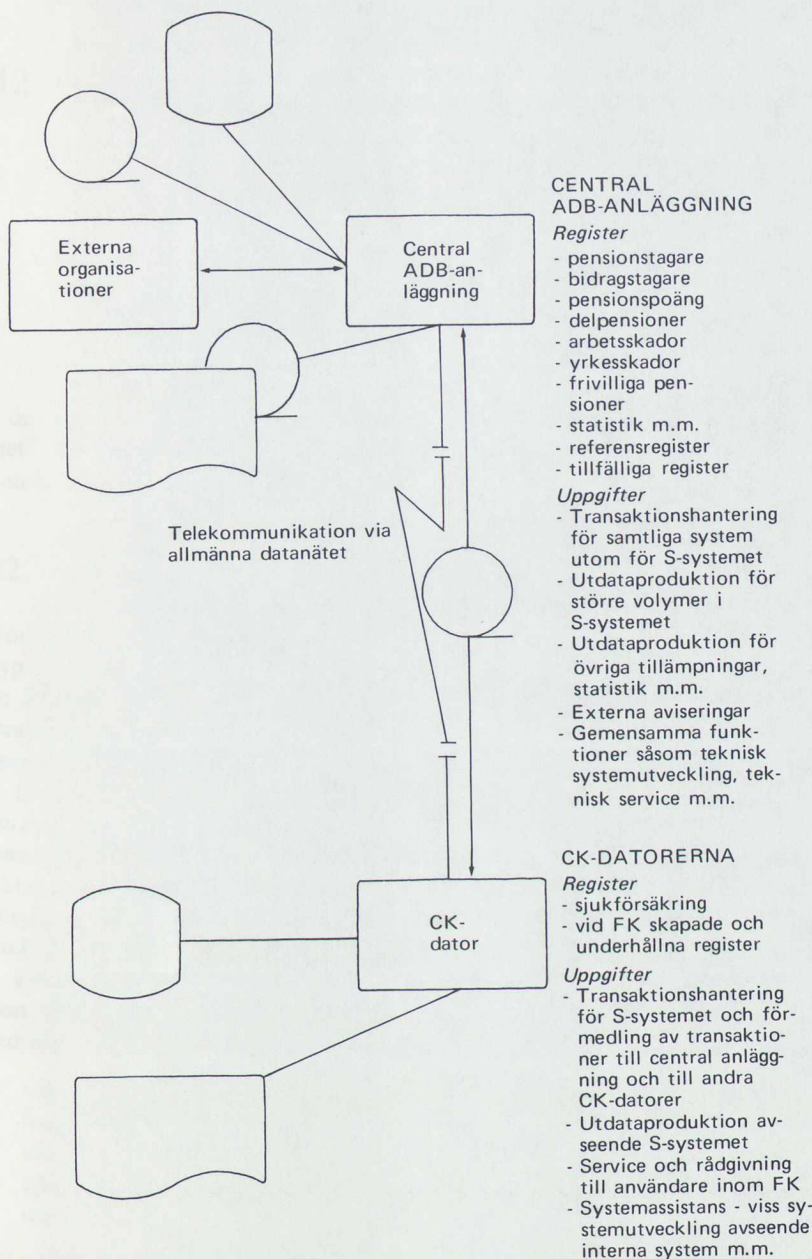 Externa
organisa-
tioner
Central
ADB-an-
läggning
Telekommunikation via
allmänna datanätet
CK-
dator
CENTRAL
ADB-ANLÄGGNING
Register
- pensionstagare
- bidragstagare
- pensionspoäng
- delpensioner
- arbetsskador
- yrkesskador
- frivilliga pen-
sioner
- statistik m.m.
- referensregister
- tillfälliga register
Uppgifter
- Transaktionshantering
för samtliga system
utom för S-systemet
- Utdataproduktion för
större volymer i
S-systemet
- Utdataproduktion för
övriga tillämpningar,
statistik m.m.
- Externa aviseringar
- Gemensamma funk-
tioner såsom teknisk
systemutveckling, tek-
nisk service m.m.
CK-DATORERNA
Register
- sjukförsäkring
- vid FK skapade och
underhållna register
Uppgifter
- Transaktionshantering
för S-systemet och för-
medling av transaktio-
ner till central anlägg-
ning och till andra
CK-datorer
- Utdataproduktion av-
seende S-systemet
- Service och rådgivning
till användare inom FK
- Systemassistans - viss sy-
stemutveckling avseende
interna system m.m.